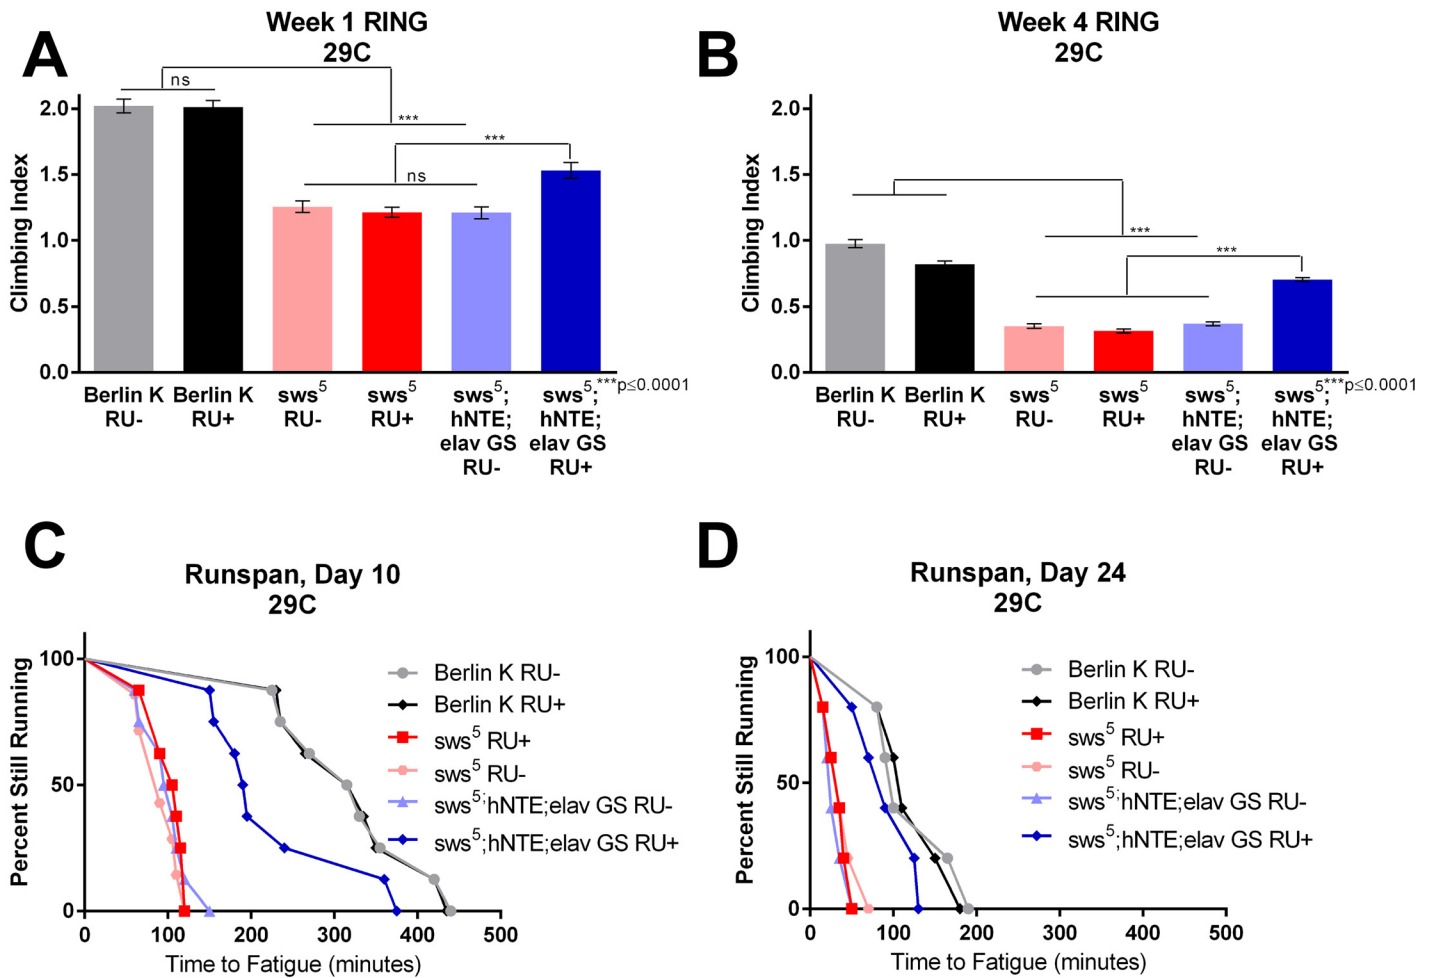 A
Week 1 RING
29C
Climbing Index
2.0
1.5
1.0
0.5
0.0
ns
***
***
ns
Berlin K
RU-
Berlin K
RU+
sws5
RU-
sws5
RU+
sws5;
hNTE;
elav GS
RU-
sws5;
hNTE;
elav GS
RU+
***p≤0.0001
B
Week 4 RING
29C
Climbing Index
2.0
1.5
1.0
0.5
0.0
***
***
Berlin K
RU-
Berlin K
RU+
sws5
RU-
sws5
RU+
sws5;
hNTE;
elav GS
RU-
sws5;
hNTE;
elav GS
RU+
***p≤0.0001
C
Runspan, Day 10
29C
Percent Still Running
100
50
0
0 100 200 300 400 500
Time to Fatigue (minutes)
Berlin K RU-
Berlin K RU+
sws5 RU+
sws5 RU-
sws5;hNTE;elav GS RU-
sws5;hNTE;elav GS RU+
D
Runspan, Day 24
29C
Percent Still Running
100
50
0
0 100 200 300 400 500
Time to Fatigue (minutes)
Berlin K RU-
Berlin K RU+
sws5 RU+
sws5 RU-
sws5;hNTE;elav GS RU-
sws5;hNTE;elav GS RU+